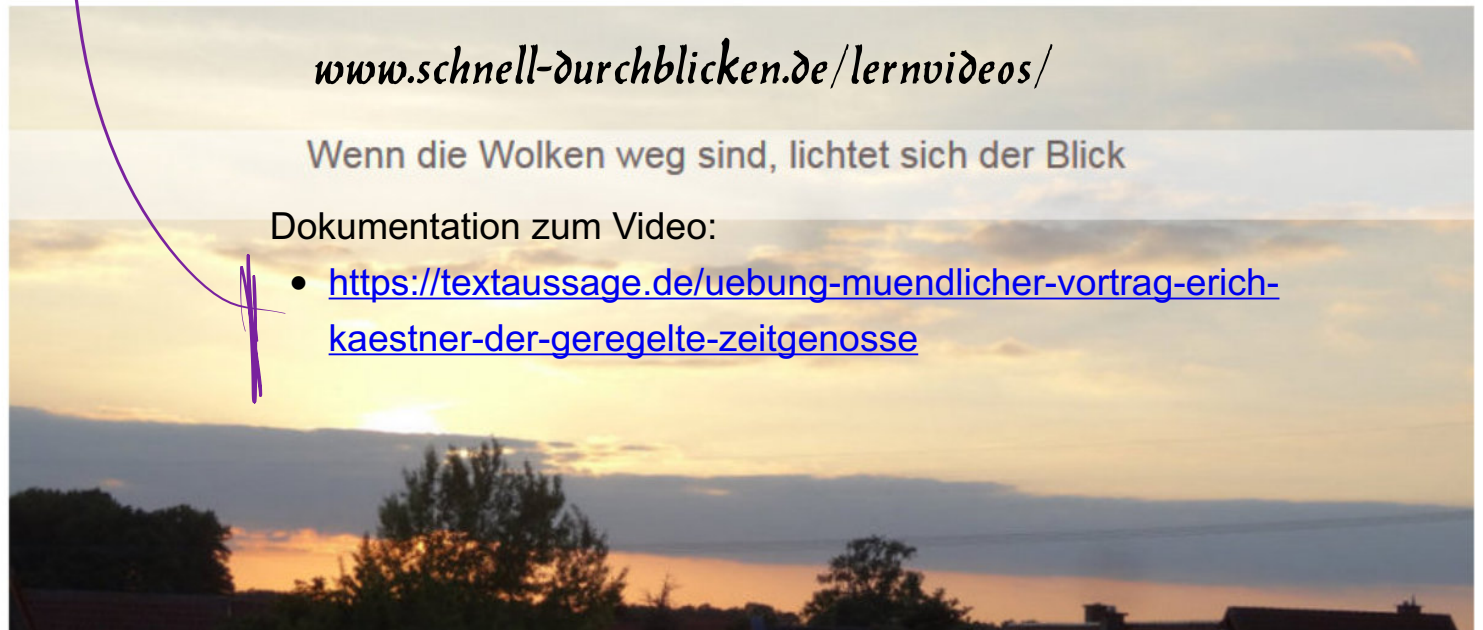 www.schnell-durchblicken.de/lernvideos/
Wenn die Wolken weg sind, lichtet sich der Blick
Dokumentation zum Video:
• https://textaussage.de/uebung-muendlicher-vortrag-erich-
kaestner-der-geregelte-zeitgenosse